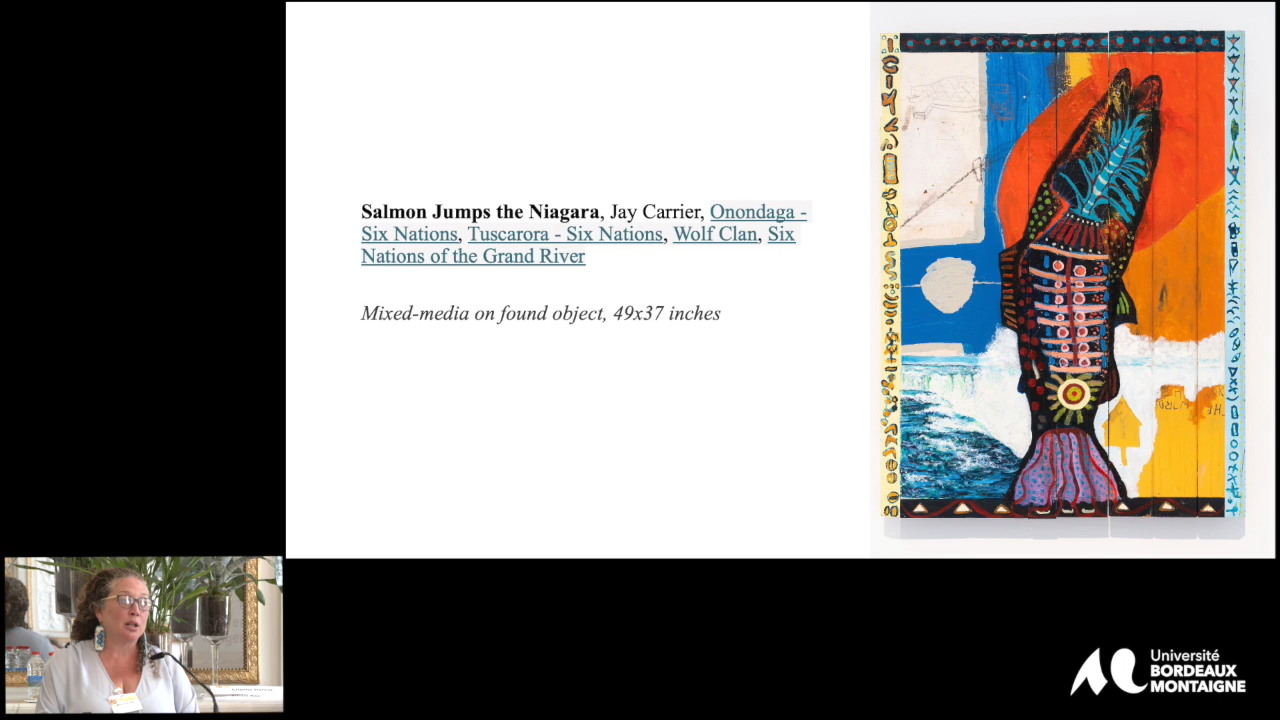 Salmon Jumps the Niagara, Jay Carrier, Onondaga -
Six Nations, Tuscarora - Six Nations, Wolf Clan, Six
Nations of the Grand River
Mixed-media on found object, 49x37 inches
Université
BORDEAUX
MONTAIGNE